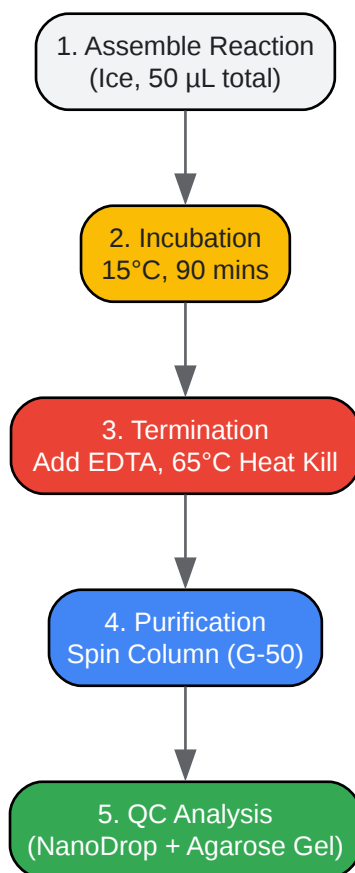 1. Assemble Reaction
(Ice, 50 µL total)
2. Incubation
15°C, 90 mins
3. Termination
Add EDTA, 65°C Heat Kill
4. Purification
Spin Column (G-50)
5. QC Analysis
(NanoDrop + Agarose Gel)